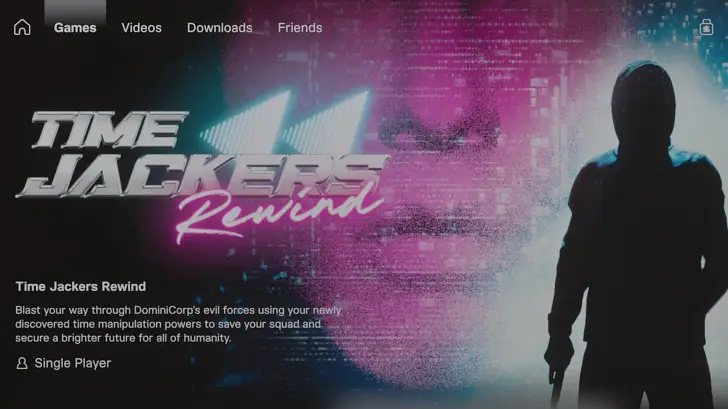 Games Videos Downloads Friends
TIME
JACKERS
Rewind
Time Jackers Rewind
Blast your way through DominiCorp's evil forces using your newly
discovered time manipulation powers to save your squad and
secure a brighter future for all of humanity.
Single Player